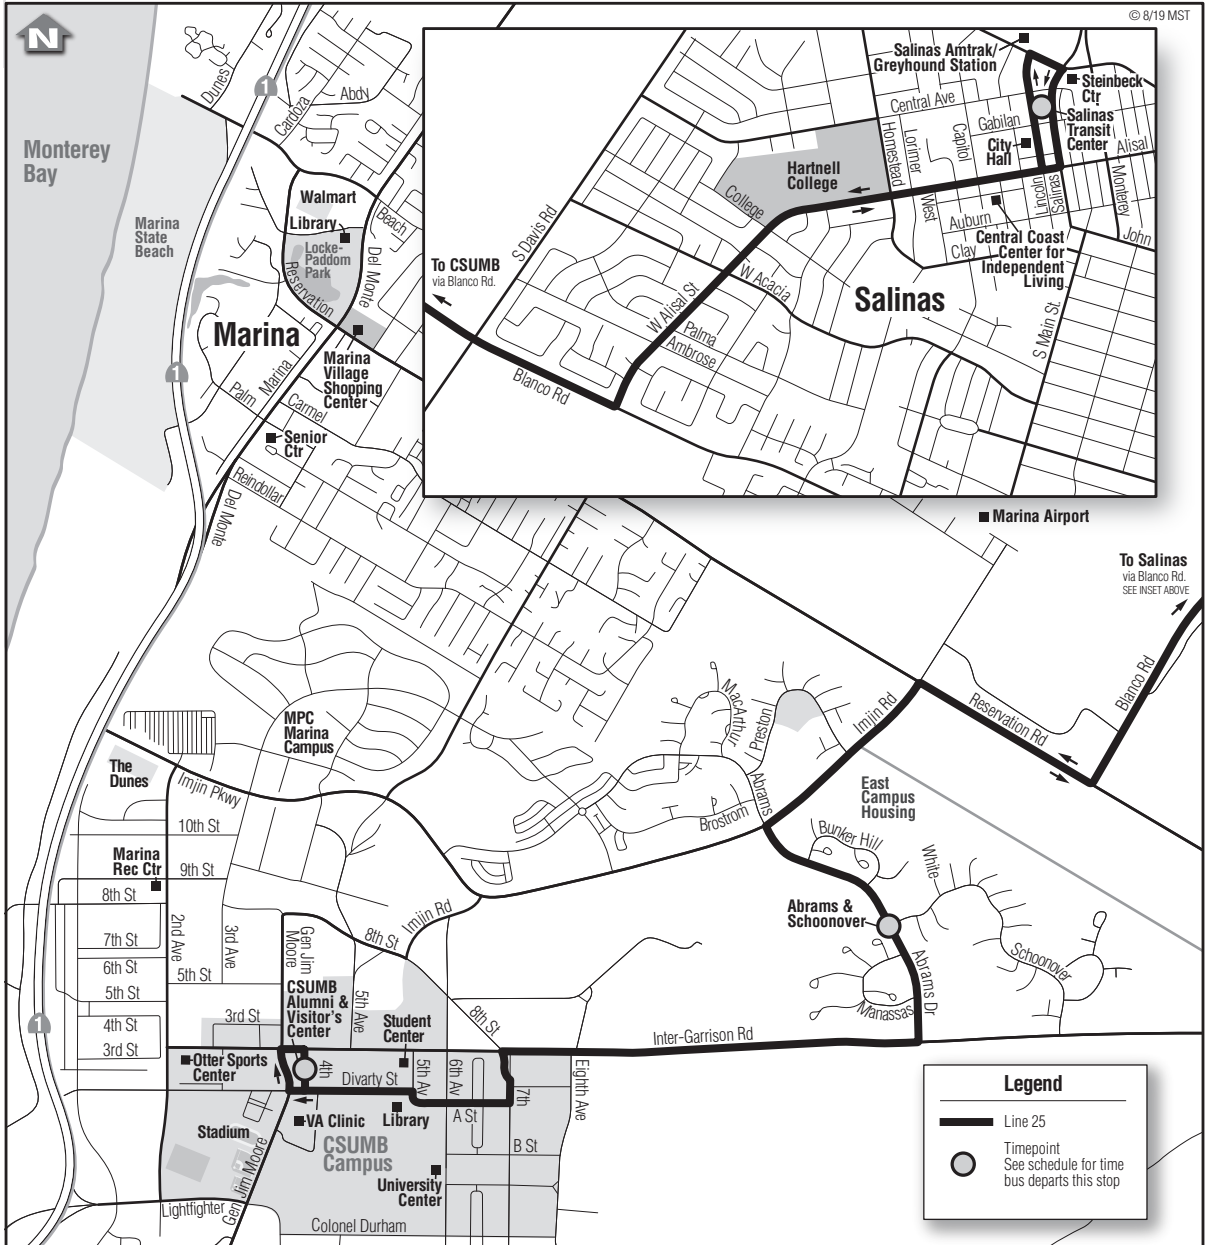 © 8/19 MST
N
Monterey
Bay
Marina
State
Beach
1
Dunes
Cardoza
Abdy
Walmart
Library
Locke-
Paddom
Park
Reservation
Del Monte
Beach
Marina
Marina
Village
Shopping
Center
Marina
Palm
Carmel
Senior
Ctr
Reindollar
Del Monte
1
Salinas Amtrak/
Greyhound Station
Steinbeck
Ctr
Salinas
Transit
Center
Central Ave
Gabilan
City
Hall
Alisal
Homestead
Lorimer
Capitol
Lincoln
Salinas
Monterey
John
Hartnell
College
College
West
Auburn
Clay
Central Coast
Center for
Independent
Living
S Davis Rd
To CSUMB
via Blanco Rd.
W Acacia
W Alisal St
Palma
Ambrose
Salinas
S Main St.
Blanco Rd
Marina Airport
To Salinas
via Blanco Rd.
SEE INSET ABOVE
Blanco Rd
Reservation Rd
Imjin Rd
MacArthur
Preston
Abrams
Brostrom
MPC
Marina
Campus
The
Dunes
Imjin Pkwy
10th St
Marina
Rec Ctr
9th St
8th St
2nd Ave
3rd Ave
7th St
6th St
5th St
5th St
4th St
3rd St
3rd St
Gen Jim
Moore
8th St
Imjin Rd
East
Campus
Housing
Bunker Hill
White
Abrams &
Schoonover
Schoonover
Abrams Dr
Manassas
Inter-Garrison Rd
CSUMB
Alumni &
Visitor's
Center
5th Ave
Student
Center
8th St
1
Otter Sports
Center
4th
Divarty St
5th Av
6th Av
7th
Eighth Ave
VA Clinic
Library
A St
B St
Stadium
CSUMB
Campus
University
Center
Gen Jim Moore
Lightfighter
Colonel Durham
Legend
Line 25
Timepoint
See schedule for time
bus departs this stop